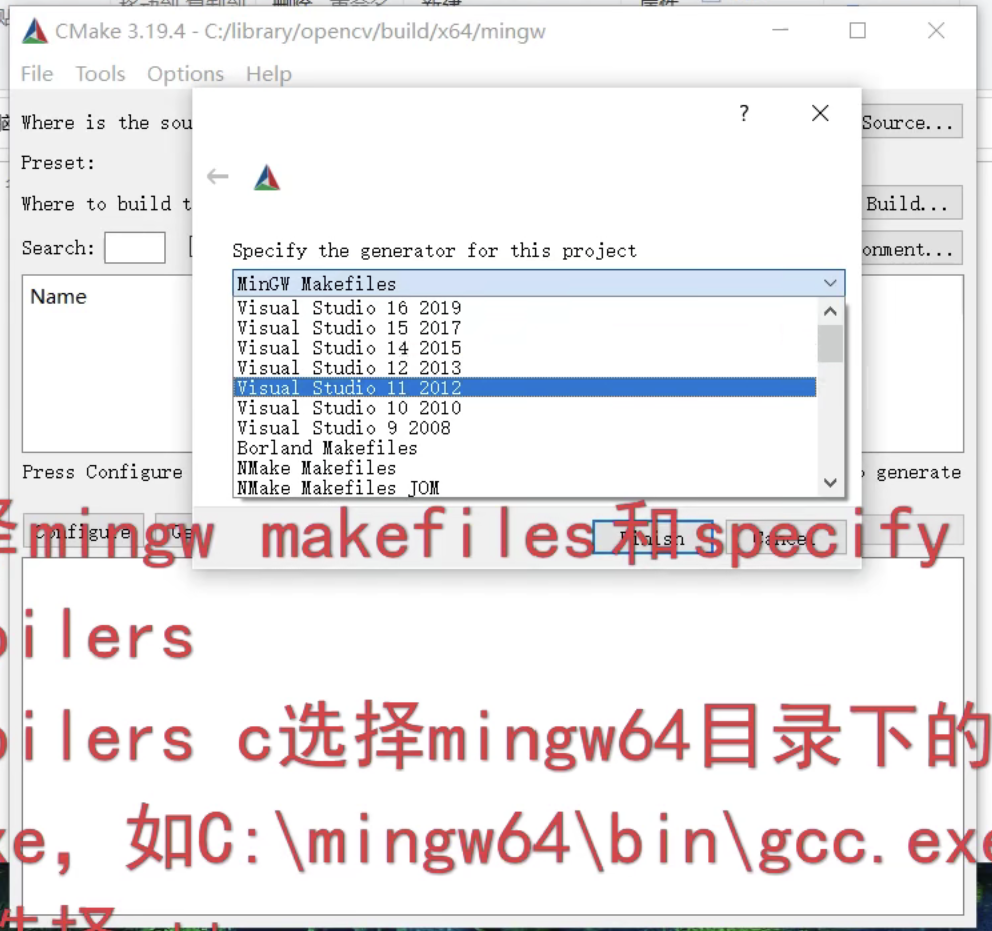 CMake 3.19.4 - C:/library/opencv/build/x64/mingw
File Tools Options Help
Where is the sou
Source...
Preset:
Where to build t
Build...
Search:
onment...
Name
Specify the generator for this project
MinGW Makefiles
Visual Studio 16 2019
Visual Studio 15 2017
Visual Studio 14 2015
Visual Studio 12 2013
Visual Studio 11 2012
Visual Studio 10 2010
Visual Studio 9 2008
Borland Makefiles
NMake Makefiles
NMake Makefiles JOM
Press Configure
generate
Configure
Ge
Finish
Cancel
择mingw makefiles和specify
pilers
pilers c选择mingw64目录下的
xe，如C:\mingw64\bin\gcc.exe
选择